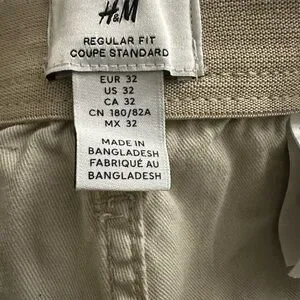 H&M
REGULAR FIT
COUPE STANDARD
EUR 32
US 32
CA 32
CN 180/82A
MX 32
MADE IN
BANGLADESH
FABRIQUÉ AU
BANGLADESH